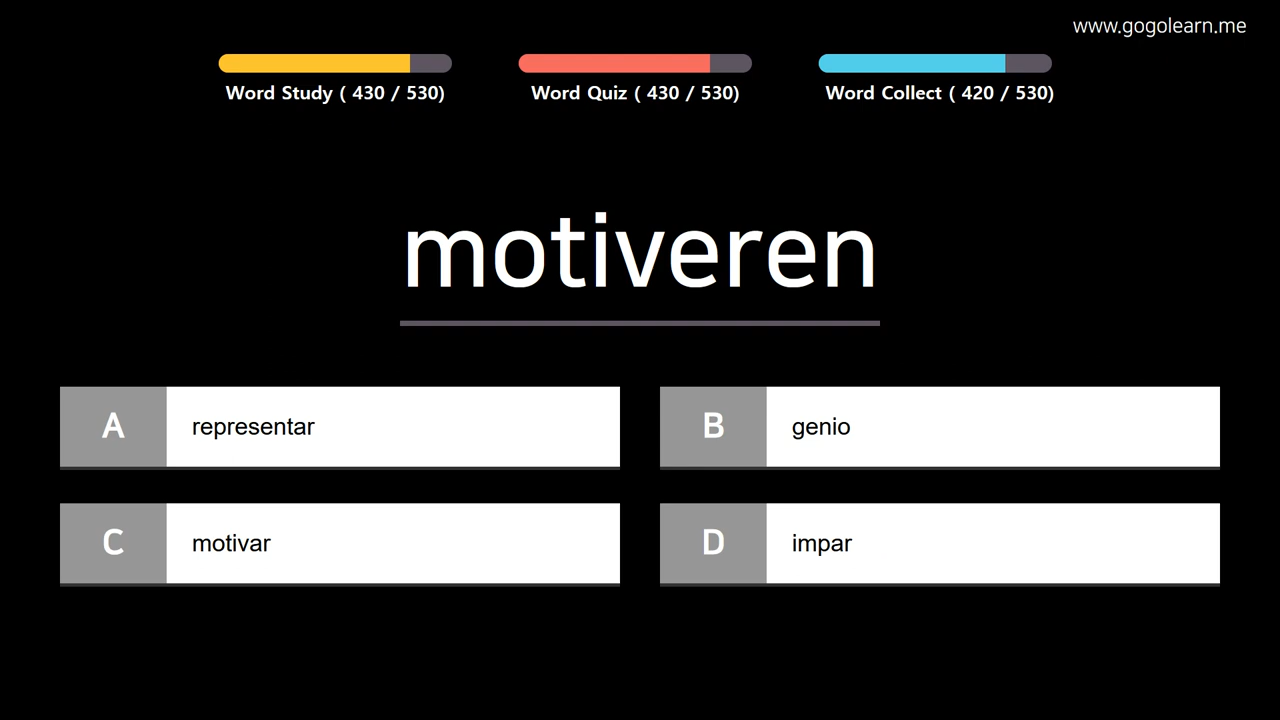 www.gogolearn.me
Word Study ( 430 / 530)
Word Quiz ( 430 / 530)
Word Collect ( 420 / 530)
motiveren
A representar
B genio
C motivar
D impar